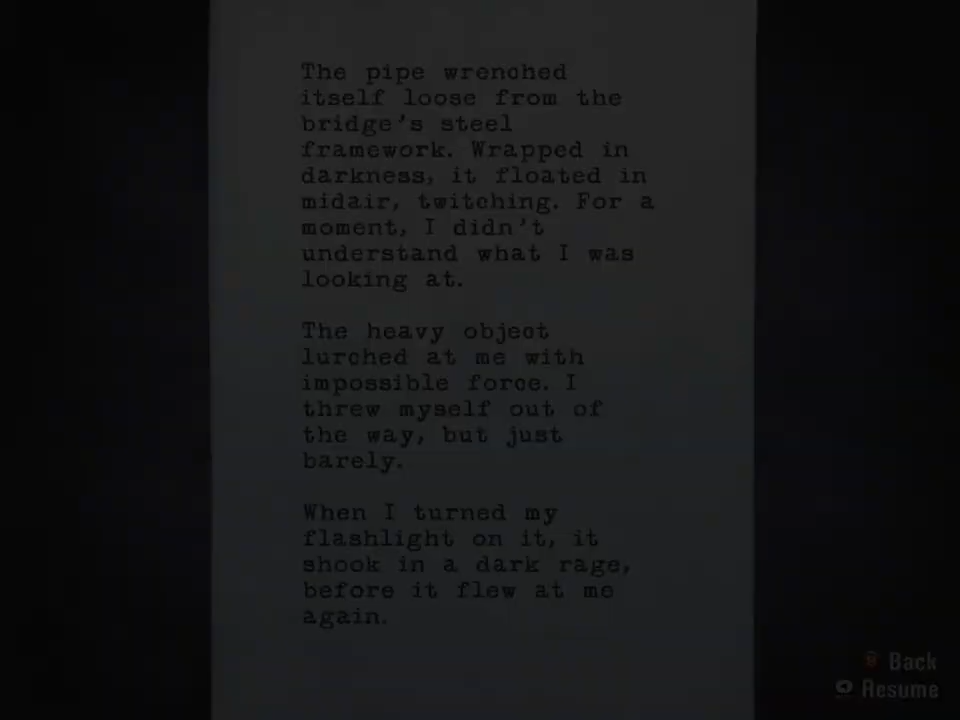 The pipe wrenched
itself loose from the
bridge's steel
framework. Wrapped in
darkness, it floated in
midair, twitching. For a
moment, I didn't
understand what I was
looking at.
The heavy object
lurched at me with
impossible force. I
threw myself out of
the way, but just
barely.
When I turned my
flashlight on it, it
shook in a dark rage,
before it flew at me
again.
Back
Resume